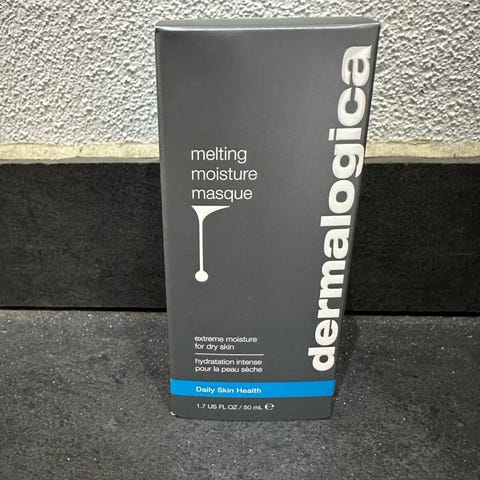 melting
moisture
masque
extreme moisture
for dry skin
hydratation intense
pour la peau sèche
Daily Skin Health
1.7 US FL OZ / 50 mL ℮
dermalogica